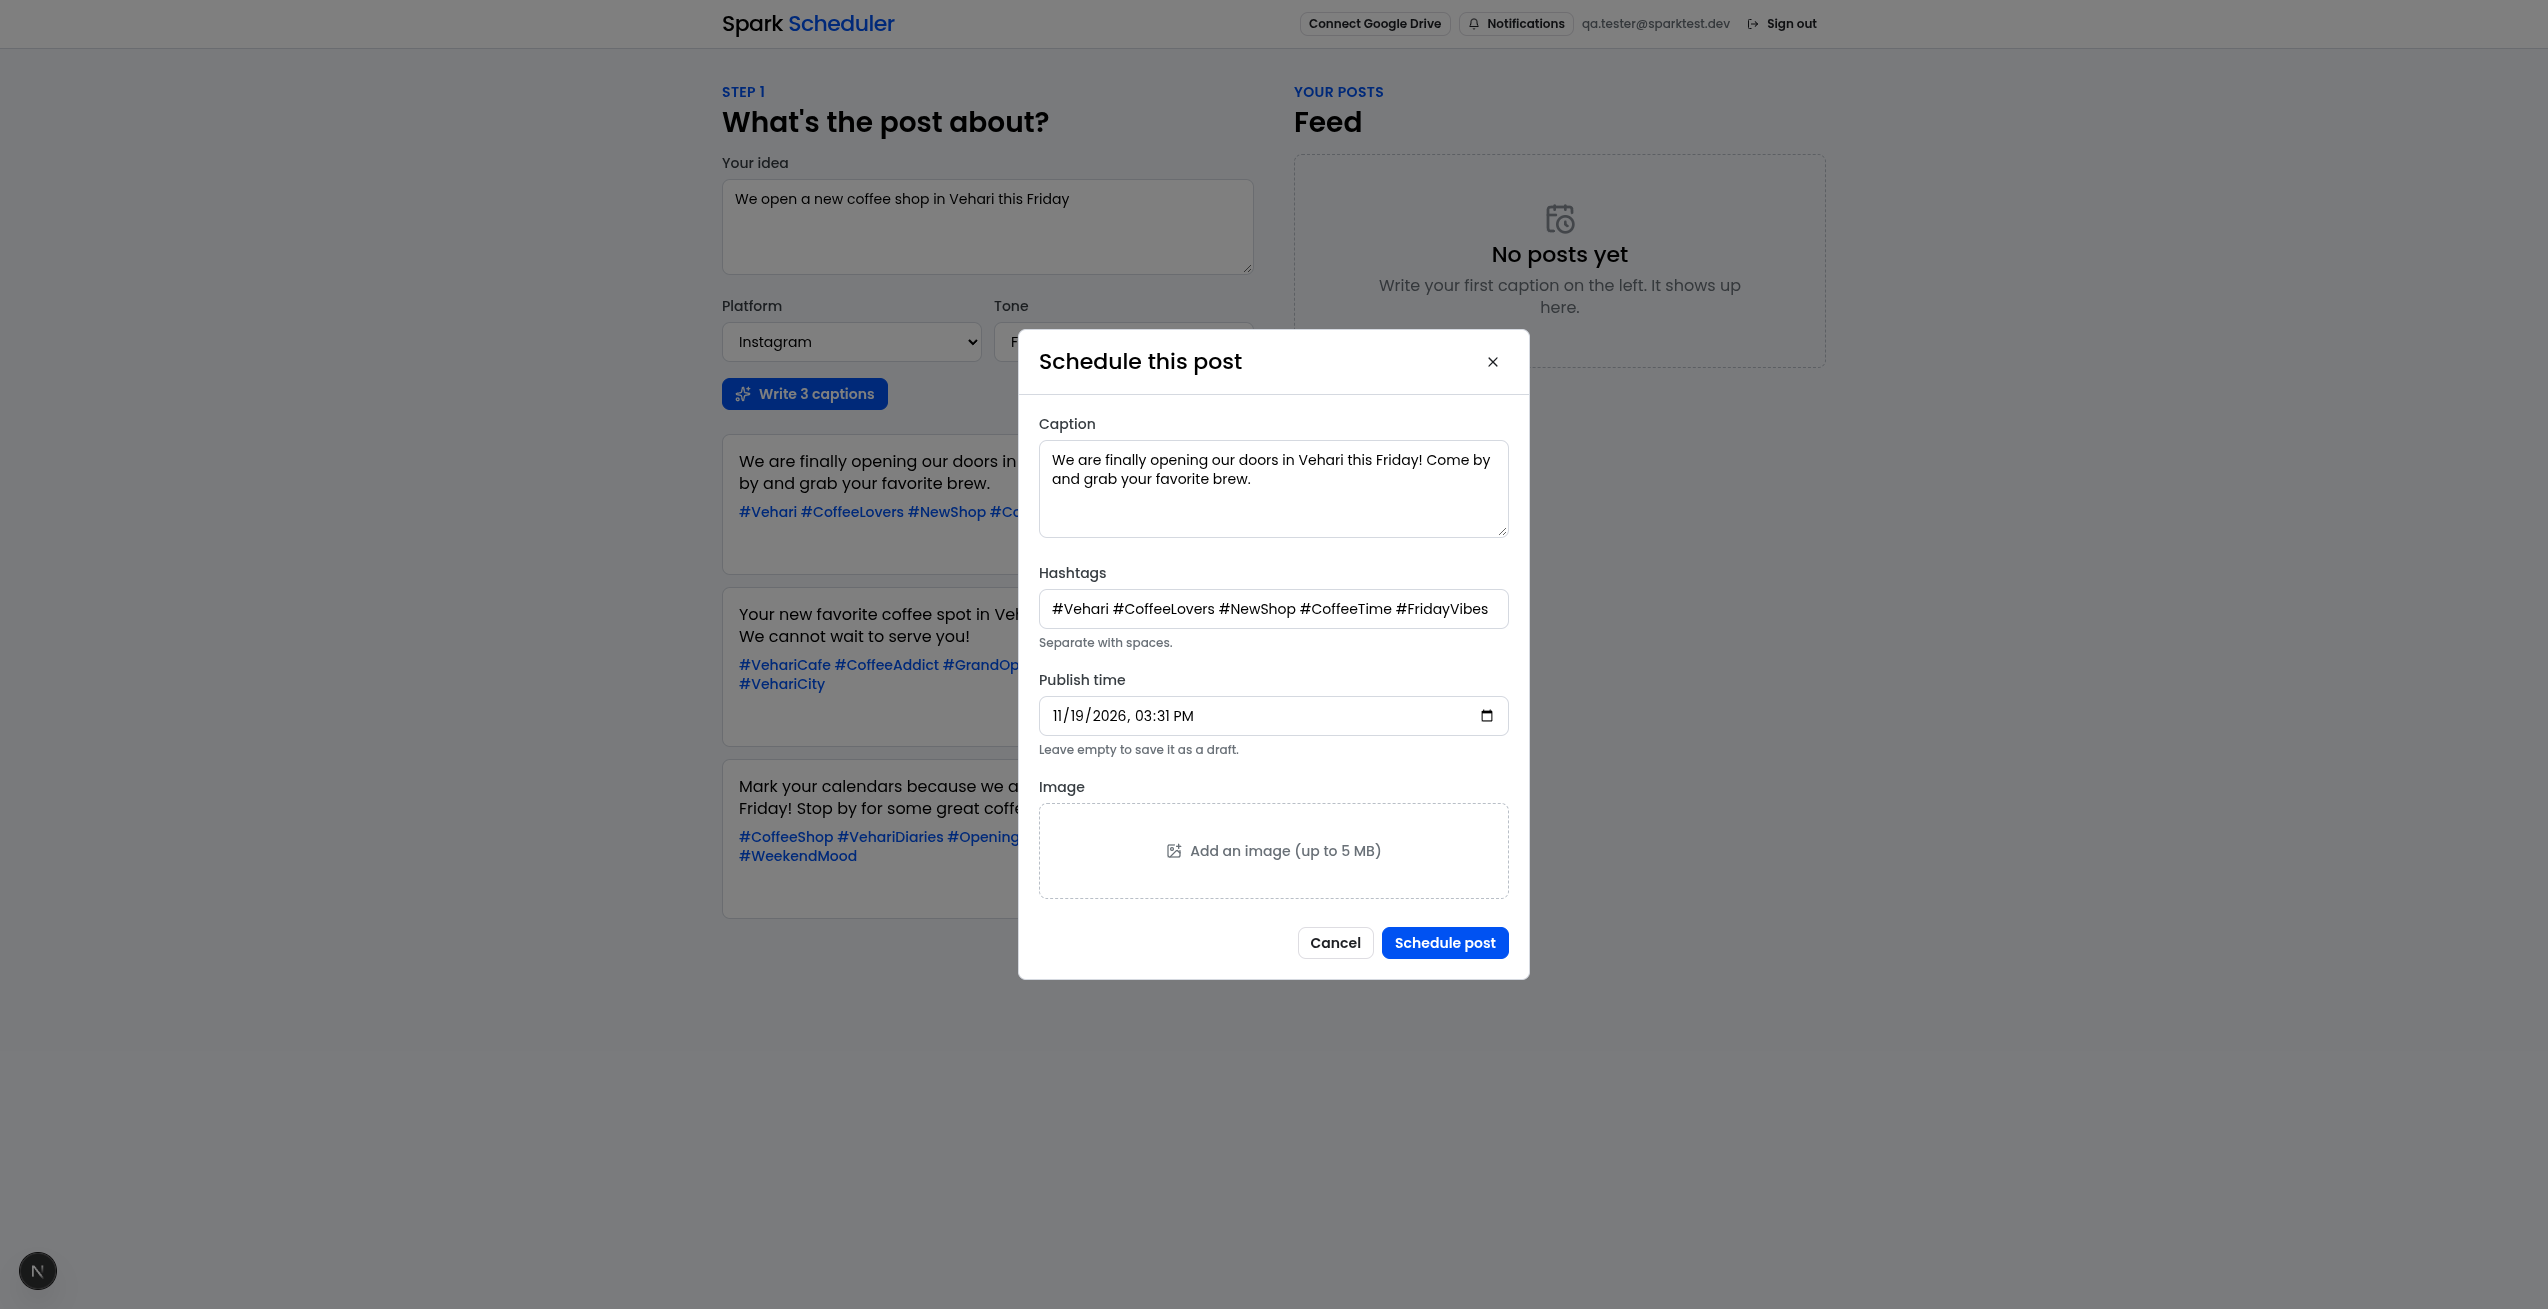 Spark Scheduler
Connect Google Drive
Notifications
qa.tester@sparktest.dev
Sign out
STEP 1
What's the post about?
Your idea
We open a new coffee shop in Vehari this Friday
Platform
Tone
Instagram
F
Write 3 captions
We are finally opening our doors in
by and grab your favorite brew.
#Vehari #CoffeeLovers #NewShop #Co
Your new favorite coffee spot in Veh
We cannot wait to serve you!
#VehariCafe #CoffeeAddict #GrandOp
#VehariCity
Mark your calendars because we a
Friday! Stop by for some great coffe
#CoffeeShop #VehariDiaries #Opening
#WeekendMood
YOUR POSTS
Feed
No posts yet
Write your first caption on the left. It shows up
here.
Schedule this post
Caption
We are finally opening our doors in Vehari this Friday! Come by
and grab your favorite brew.
Hashtags
#Vehari #CoffeeLovers #NewShop #CoffeeTime #FridayVibes
Separate with spaces.
Publish time
11/19/2026, 03:31 PM
Leave empty to save it as a draft.
Image
Add an image (up to 5 MB)
Cancel
Schedule post
N